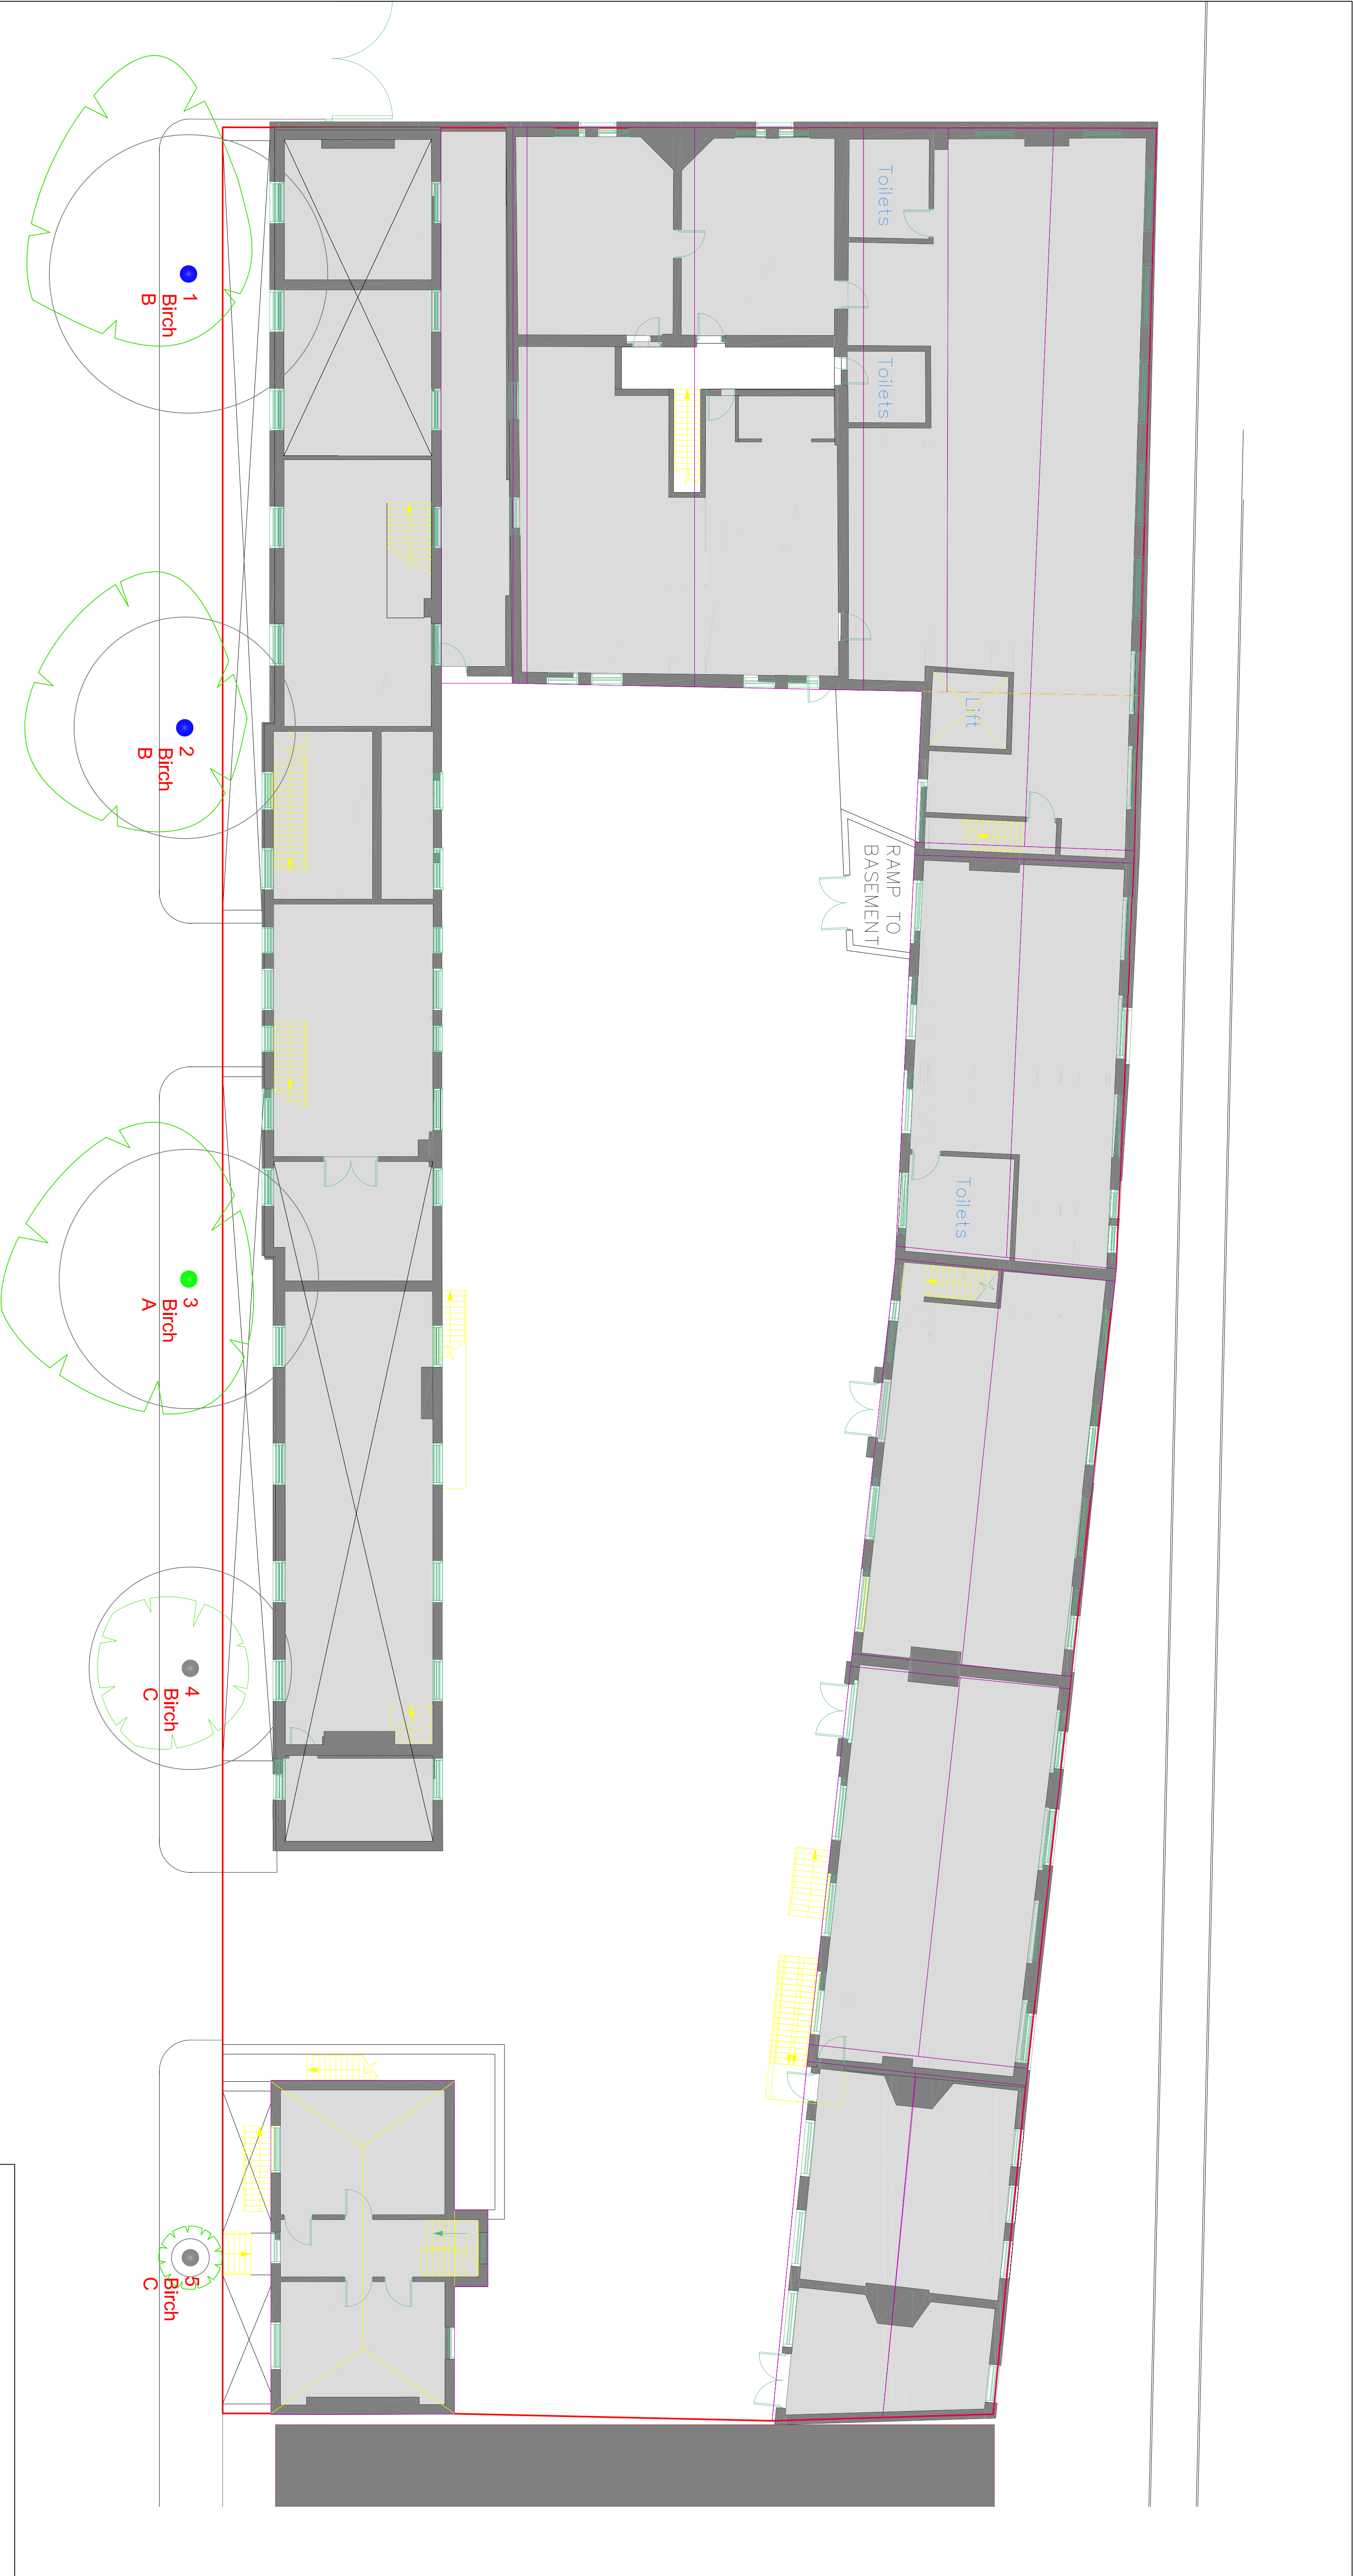 Toilets
Toilets
Lift
RAMP TO
BASEMENT
Toilets
1
Birch
B
2
Birch
B
3
Birch
A
4
Birch
C
5
Birch
C